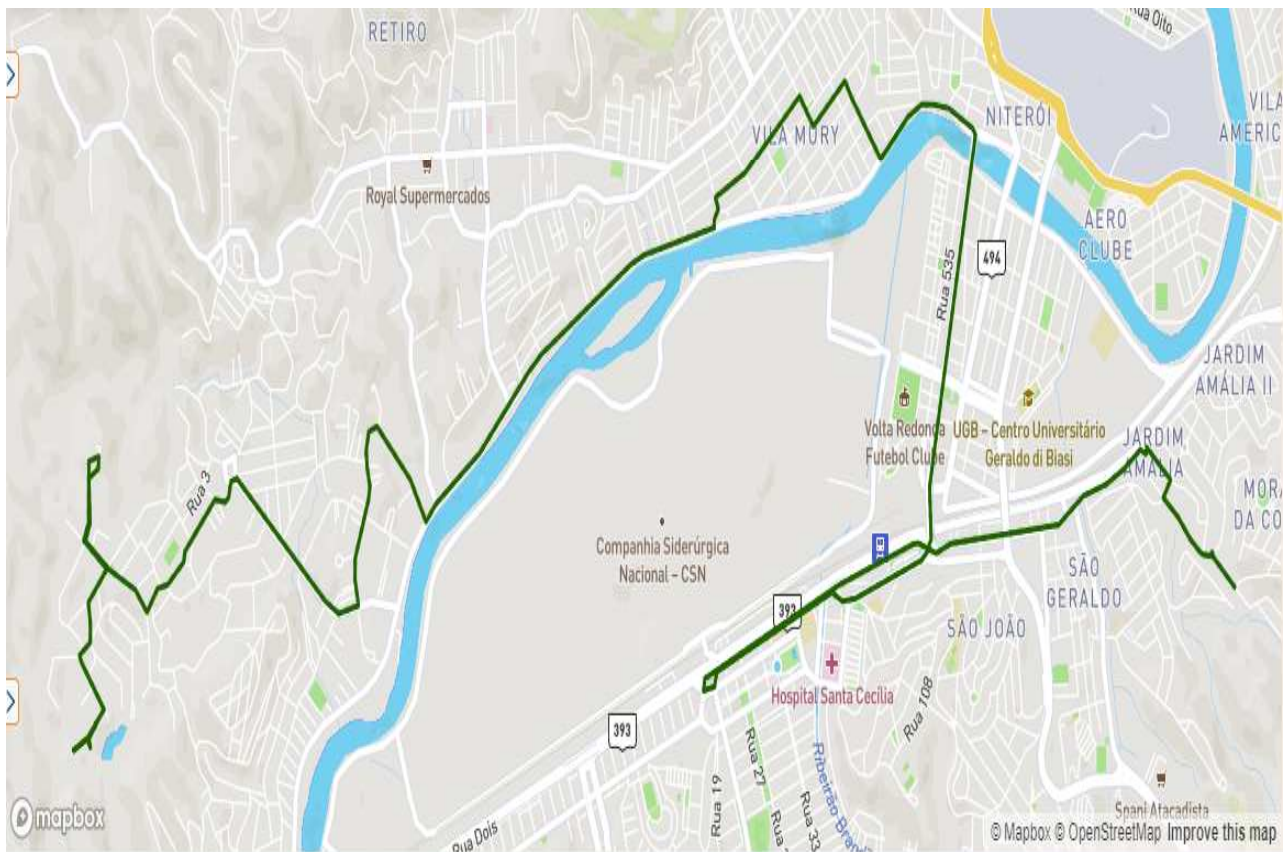 Rua Oito
RETIRO
NITERÓI
VILA
AMERIC
VILA MURY
Royal Supermercados
AERO
CLUBE
494
Rua 535
JARDIM
AMÁLIA II
Volta Redonda
Futebol Clube
UGB – Centro Universitário
Geraldo di Biasi
JARDIM
AMÁLIA
Rua 3
MORA
DA CO
Companhia Siderúrgica
Nacional – CSN
SÃO
GERALDO
393
SÃO JOÃO
Hospital Santa Cecília
Rua 108
393
Rua 27
Rua 19
Rua 33
Ribeirão Brand
Rua Dois
Spani Atacadista
mapbox
© Mapbox © OpenStreetMap Improve this map